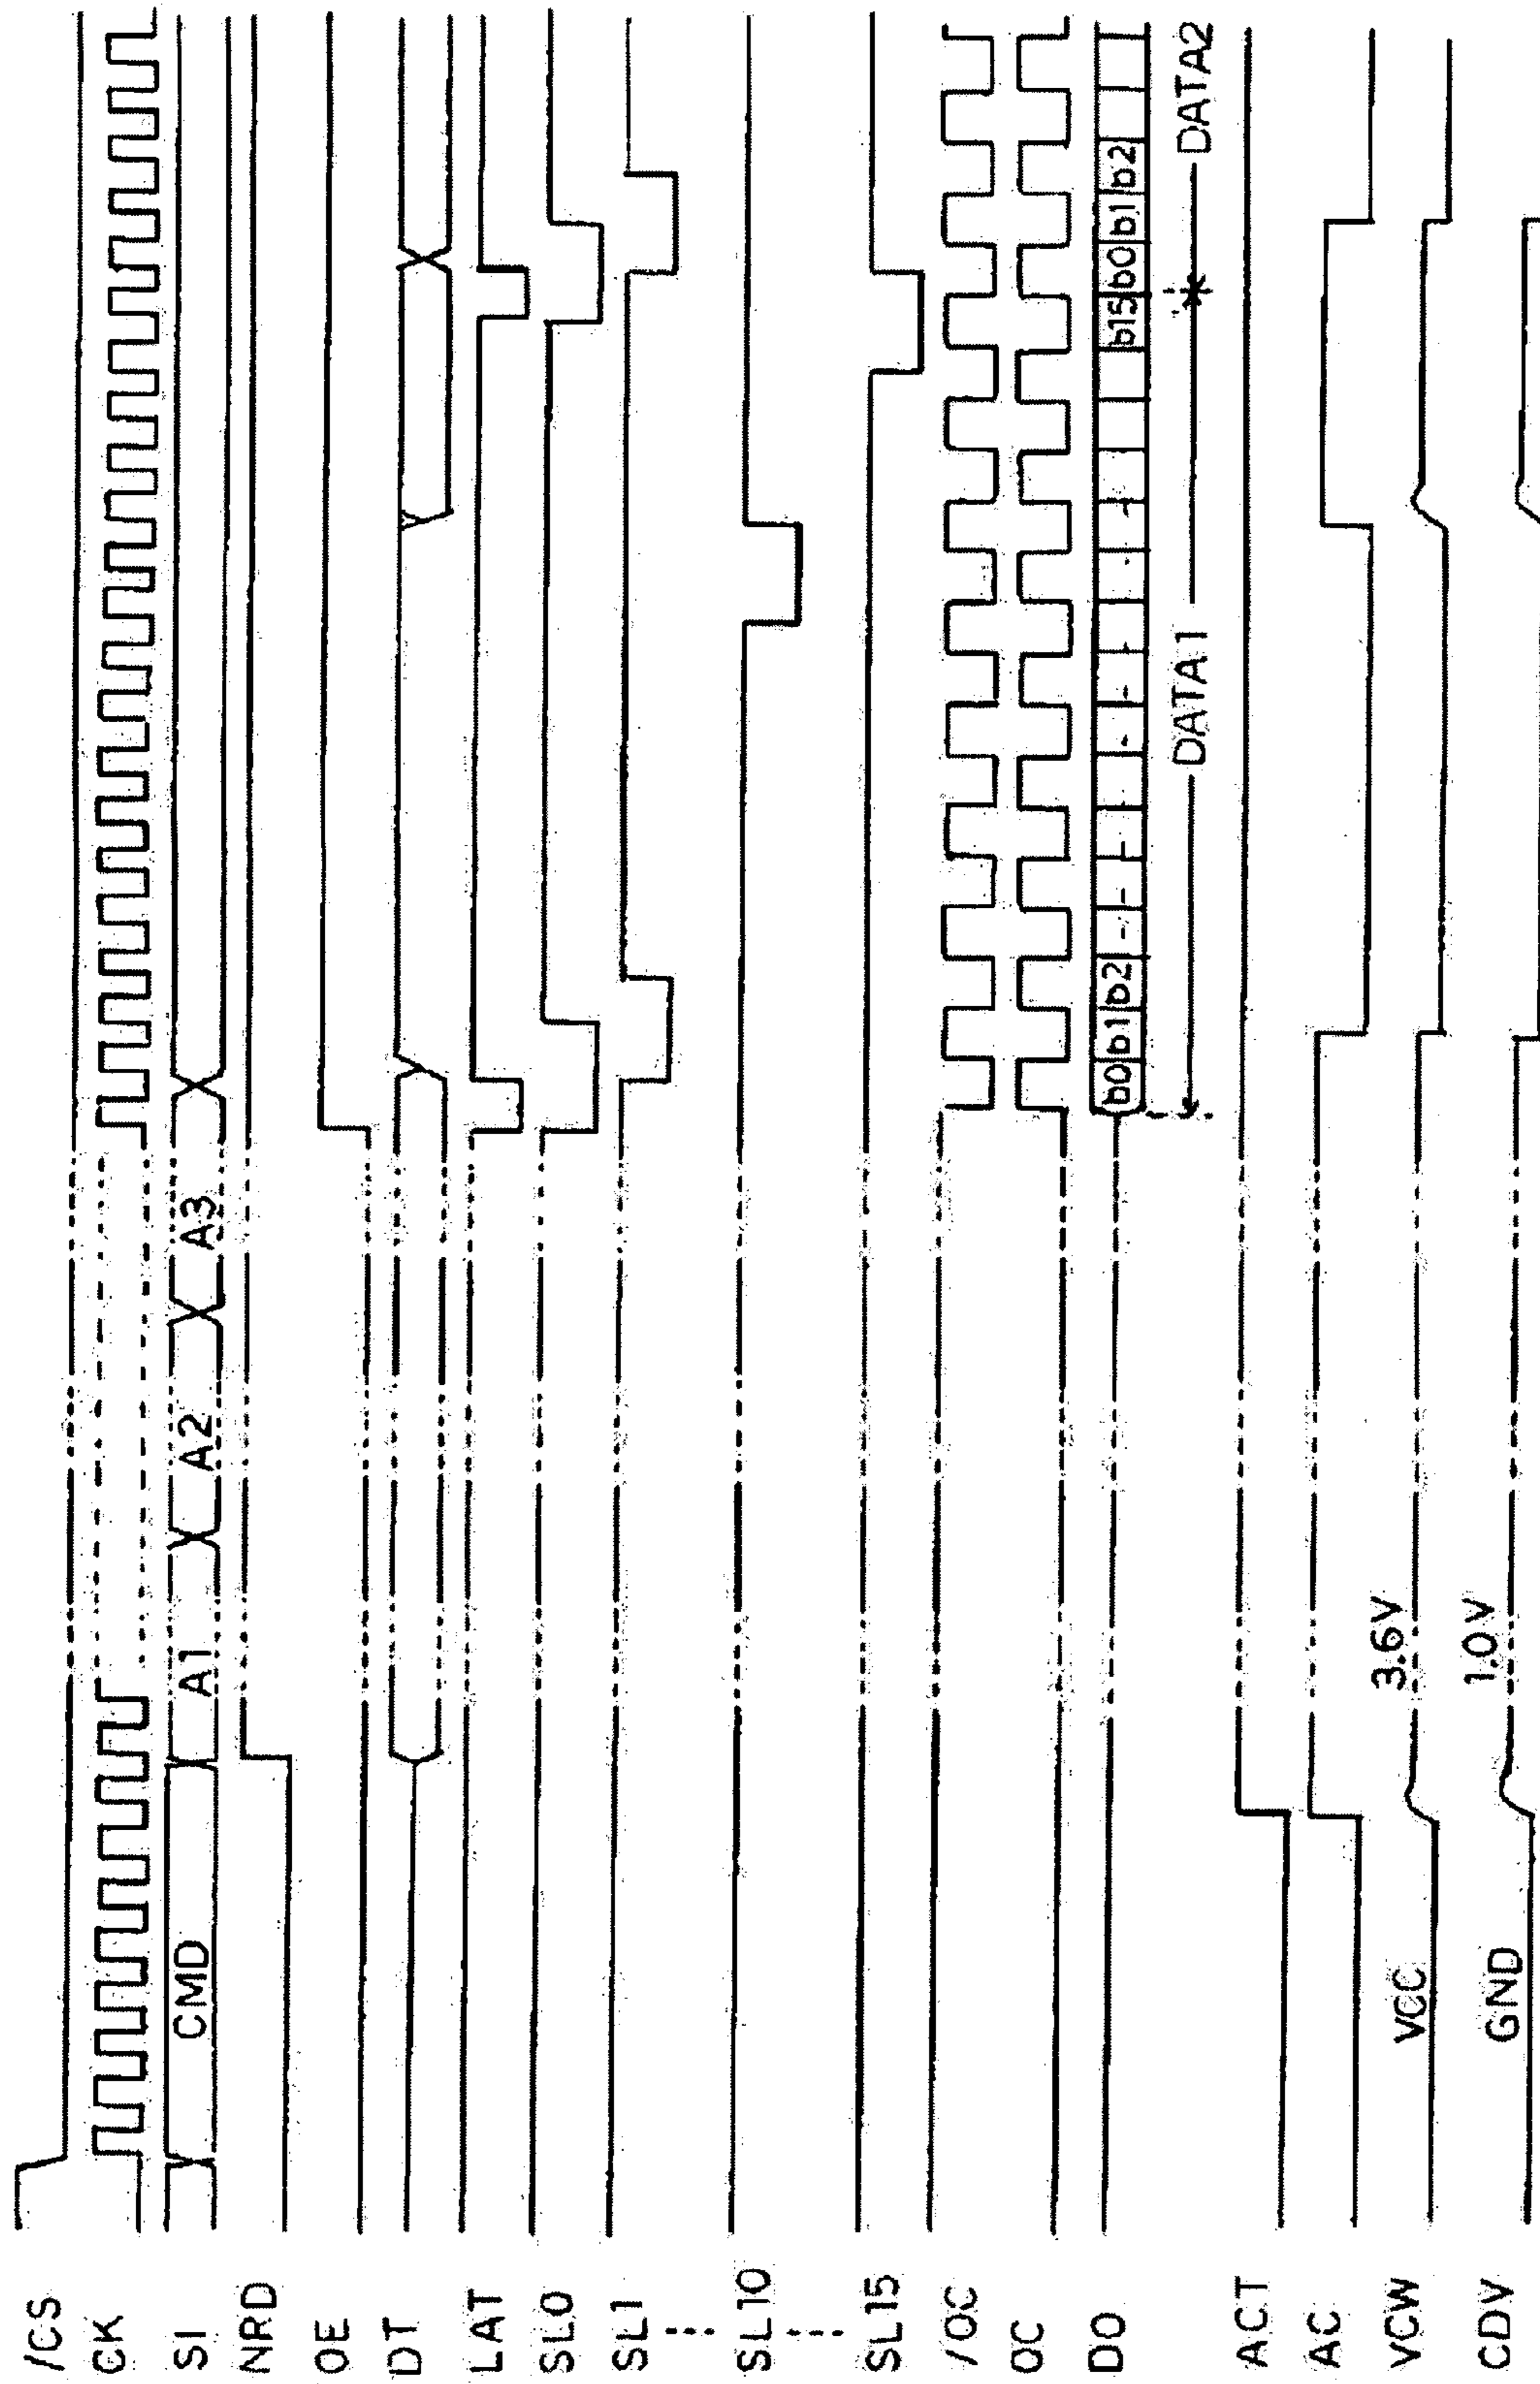 /CS
CK
SI CMD A1 A2 A3
NRD
OE
DT
LAT
SL0
SL1
SL10
SL15
/OC
OC
DO b0 b1 b2 - - - - - - - - - b15 b0 b1 b2
DATA1 DATA2
ACT
AC
VCW VCC 3.6V
CDV GND 1.0V